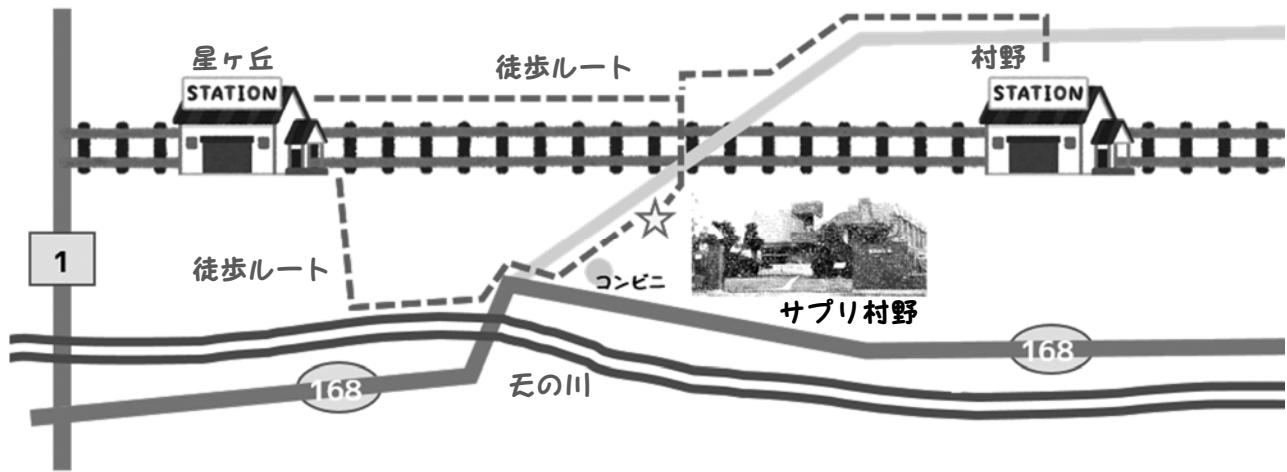 星ヶ丘
STATION
徒歩ルート
村野
STATION
1
徒歩ルート
コンビニ
サプリ村野
168
168
天の川